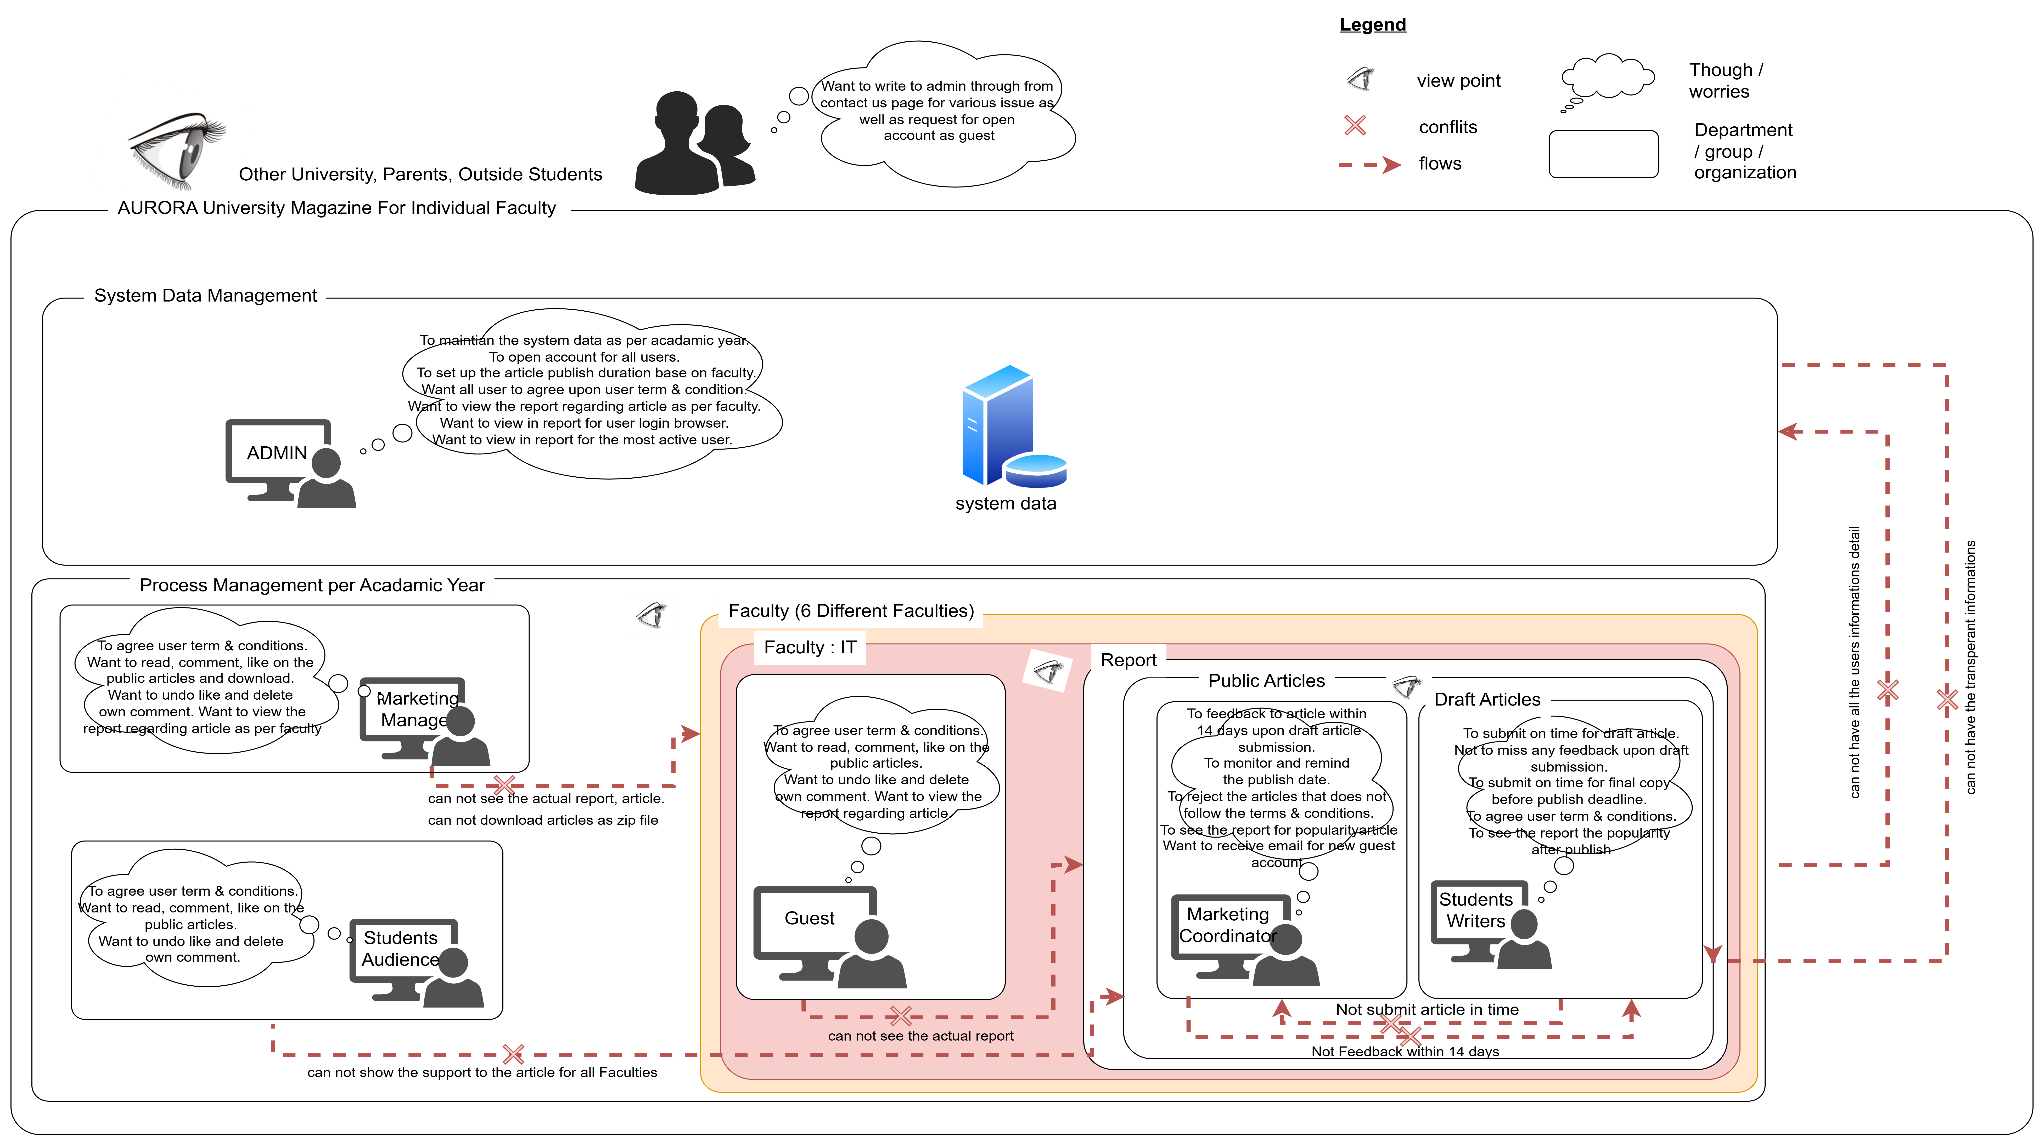 Legend
view point
conflits
flows
Though /
worries
Department
/ group /
organization
Want to write to admin through from
contact us page for various issue as
well as request for open
account as guest
Other University, Parents, Outside Students
AURORA University Magazine For Individual Faculty
System Data Management
To maintian the system data as per acadamic year.
To open account for all users.
To set up the article publish duration base on faculty.
Want all user to agree upon user term & condition.
Want to view the report regarding article as per faculty.
Want to view in report for user login browser.
Want to view in report for the most active user.
ADMIN
system data
can not have all the users informations detail
can not have the transperant informations
Process Management per Acadamic Year
To agree user term & conditions.
Want to read, comment, like on the
public articles and download.
Want to undo like and delete
own comment. Want to view the
report regarding article as per faculty
Marketing
Manage
can not see the actual report, article.
can not download articles as zip file
To agree user term & conditions.
Want to read, comment, like on the
public articles.
Want to undo like and delete
own comment.
Students
Audience
can not show the support to the article for all Faculties
Faculty (6 Different Faculties)
Faculty : IT
To agree user term & conditions.
Want to read, comment, like on the
public articles.
Want to undo like and delete
own comment. Want to view the
report regarding article.
Guest
can not see the actual report
Report
Public Articles
To feedback to article within
14 days upon draft article
submission.
To monitor and remind
the publish date.
To reject the articles that does not
follow the terms & conditions.
To see the report for popularity article
Want to receive email for new guest
account
Marketing
Coordinator
Draft Articles
To submit on time for draft article.
Not to miss any feedback upon draft
submission.
To submit on time for final copy
before publish deadline.
To agree user term & conditions.
To see the report the popularity
after publish
Students
Writers
Not submit article in time
Not Feedback within 14 days